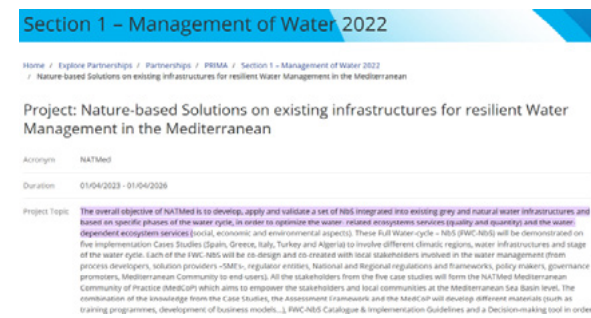 Section 1 – Management of Water 2022
Home / Explore Partnerships / Partnerships / PRIMA / Section 1 – Management of Water 2022
/ Nature-based Solutions on existing infrastructures for resilient Water Management in the Mediterranean
Project: Nature-based Solutions on existing infrastructures for resilient Water
Management in the Mediterranean
Acronym NATMed
Duration 01/04/2023 - 01/04/2026
Project Topic The overall objective of NATMed is to develop, apply and validate a set of NbS integrated into existing grey and natural water infrastructures and
based on specific phases of the water cycle, in order to optimize the water- related ecosystems services (quality and quantity) and the water-
dependent ecosystem services (social, economic and environmental aspects). These Full Water-cycle – NbS (FWC-NbS) will be demonstrated on
five implementation Cases Studies (Spain, Greece, Italy, Turkey and Algeria) to involve different climatic regions, water infrastructures and stage
of the water cycle. Each of the FWC-NbS will be co-design and co-created with local stakeholders involved in the water management (from
process developers, solution providers –SMEs-, regulator entities, National and Regional regulations and frameworks, policy makers, governance
promoters, Mediterranean Community to end-users). All the stakeholders from the five case studies will form the NATMed Mediterranean
Community of Practice (MedCoP) which aims to empower the stakeholders and local communities at the Mediterranean Sea Basin level. The
combination of the knowledge from the Case Studies, the Assessment Framework and the MedCoP will develop different materials (such as
training programmes, development of business models...), FWC-NbS Catalogue & Implementation Guidelines and a Decision-making tool in order